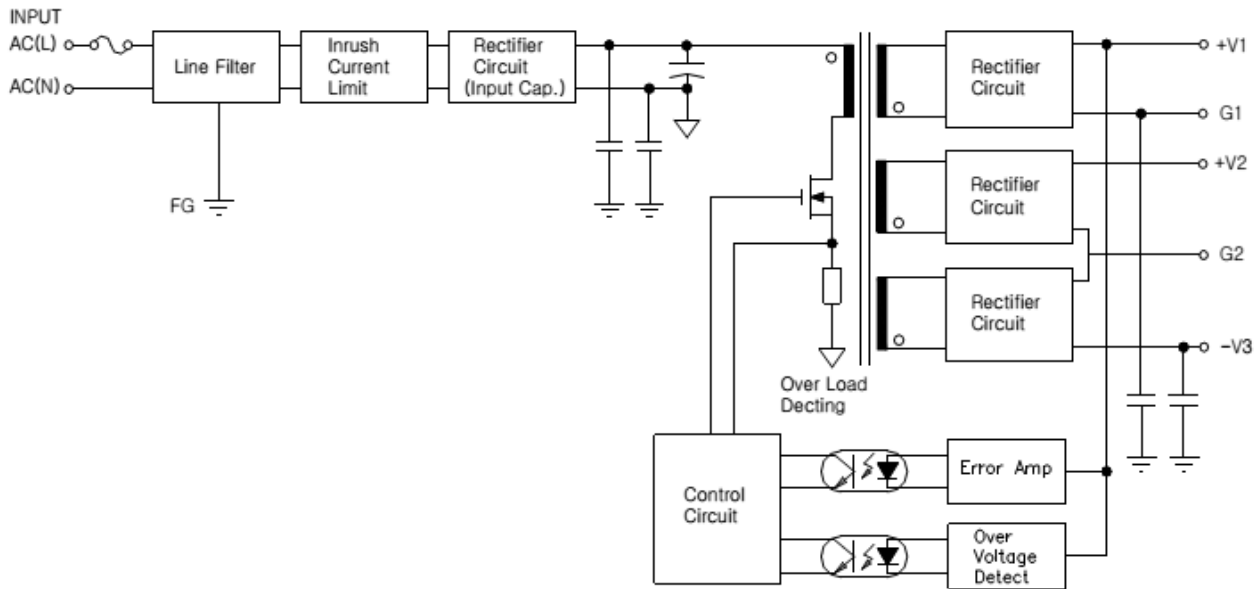 INPUT
AC(L)
AC(N)
Line Filter
FG
Inrush
Current
Limit
Rectifier
Circuit
(Input Cap.)
Rectifier
Circuit
+V1
G1
Rectifier
Circuit
+V2
G2
Rectifier
Circuit
-V3
Over Load
Decting
Control
Circuit
Error Amp
Over
Voltage
Detect